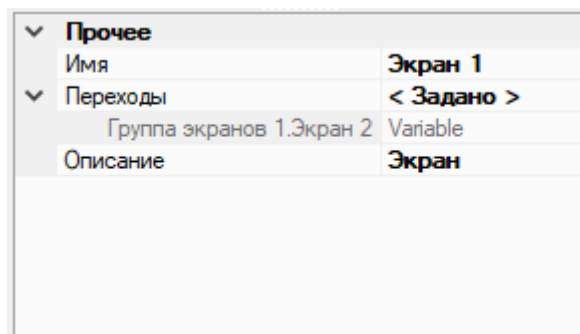 Прочее
Имя Экран 1
Переходы < Задано >
Группа экранов 1.Экран 2 Variable
Описание Экран